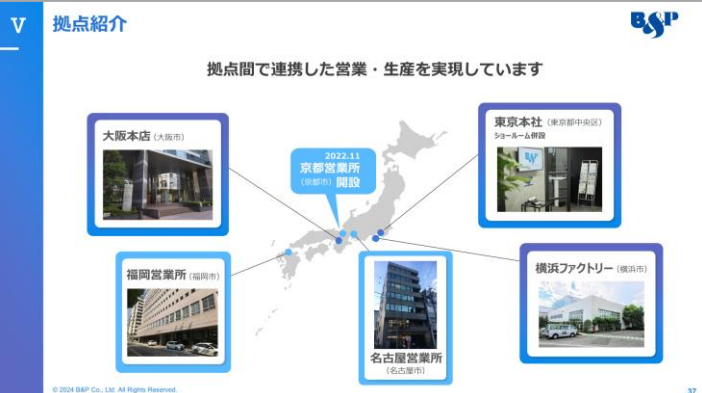 V
拠点紹介
B&P
拠点間で連携した営業・生産を実現しています
大阪本店 (大阪市)
2022.11
京都営業所
(京都市) 開設
東京本社 (東京都中央区)
ショールーム併設
福岡営業所 (福岡市)
名古屋営業所
(名古屋市)
横浜ファクトリー (横浜市)
© 2024 B&P Co., Ltd. All Rights Reserved.
37